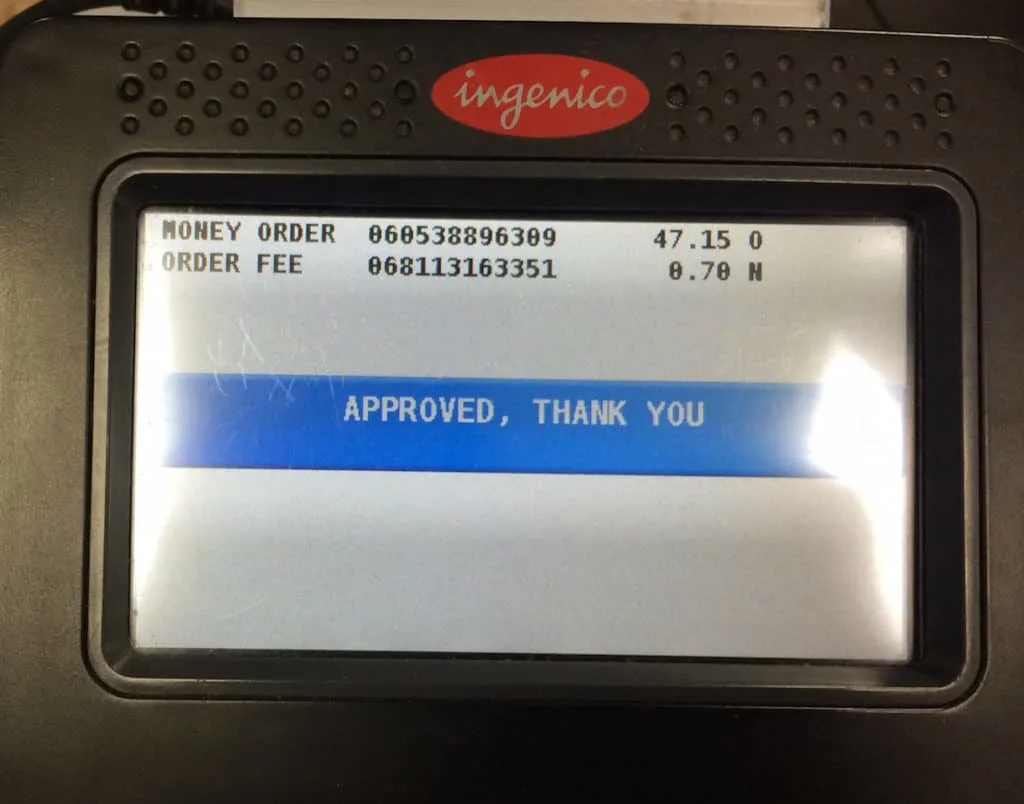 ingenico
MONEY ORDER 060538896309 47.15 O
ORDER FEE 068113163351 0.70 N
APPROVED, THANK YOU